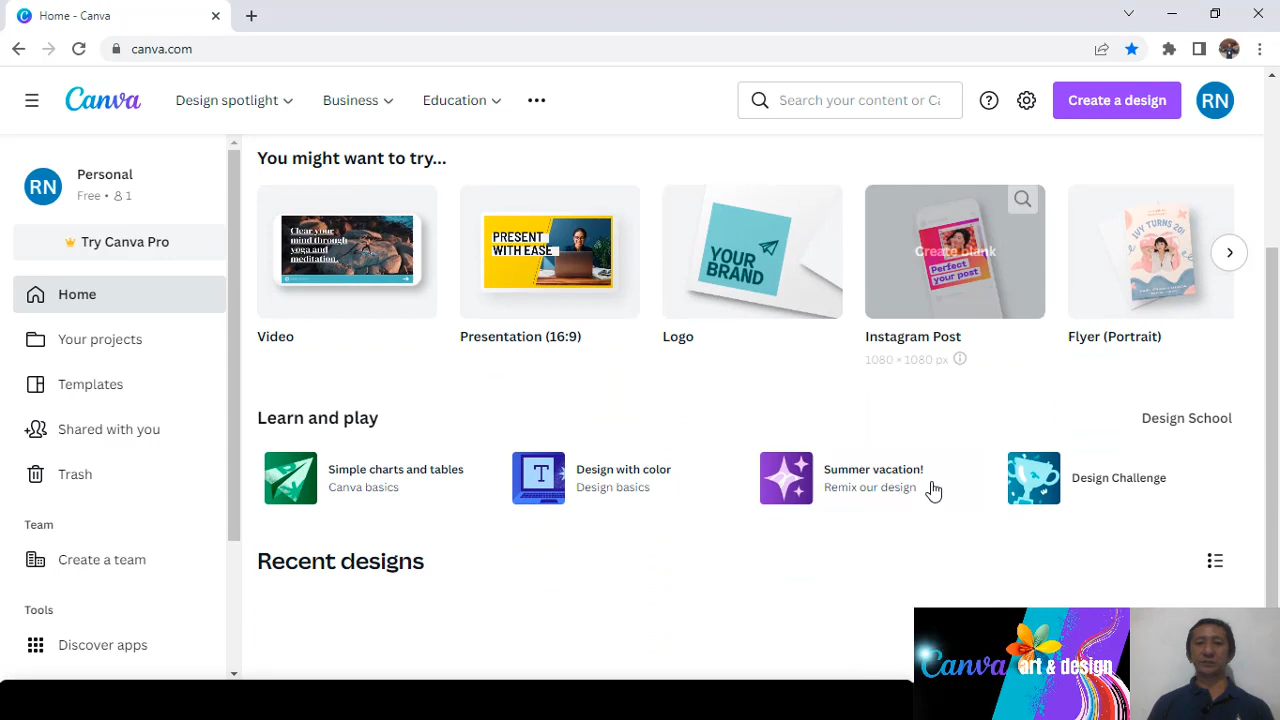 Home - Canva
canva.com
Canva
Design spotlight
Business
Education
Search your content or Ca
Create a design
RN
RN
Personal
Free • 1
Try Canva Pro
Home
Your projects
Templates
Shared with you
Trash
Team
Create a team
Tools
Discover apps
You might want to try...
Clear your
mind through
yoga and
meditation.
PRESENT
WITH EASE
YOUR
BRAND
Create blank
Perfect
your post
IVY TURNS 30!
Video
Presentation (16:9)
Logo
Instagram Post
1080 × 1080 px
Flyer (Portrait)
Learn and play
Design School
Simple charts and tables
Canva basics
T
Design with color
Design basics
Summer vacation!
Remix our design
Design Challenge
Recent designs
Canva art & design